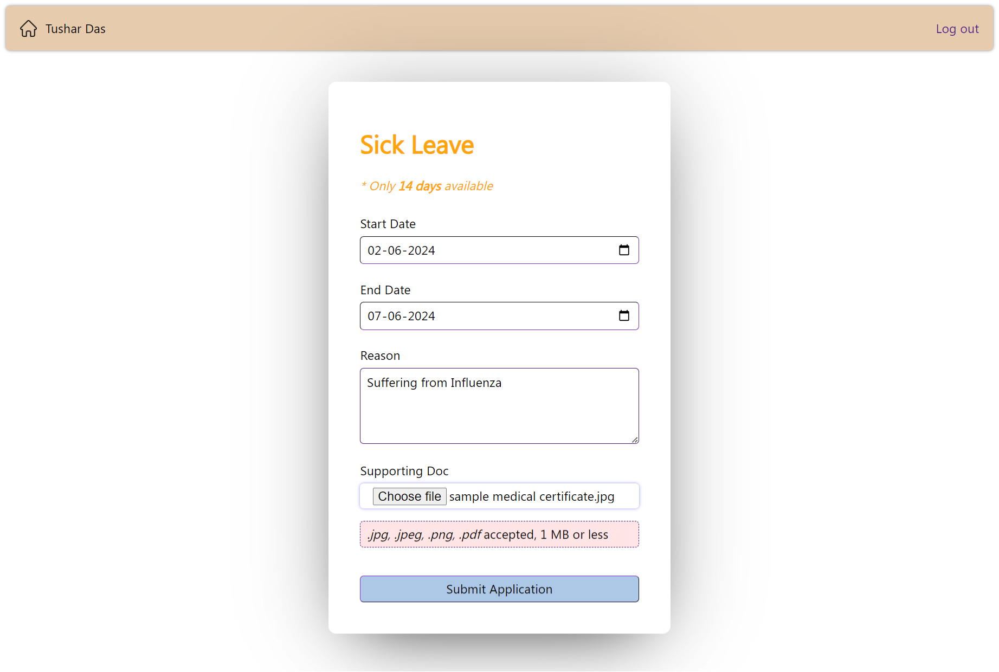 Tushar Das
Log out
Sick Leave
* Only 14 days available
Start Date
02-06-2024
End Date
07-06-2024
Reason
Suffering from Influenza
Supporting Doc
Choose file sample medical certificate.jpg
.jpg, .jpeg, .png, .pdf accepted, 1 MB or less
Submit Application